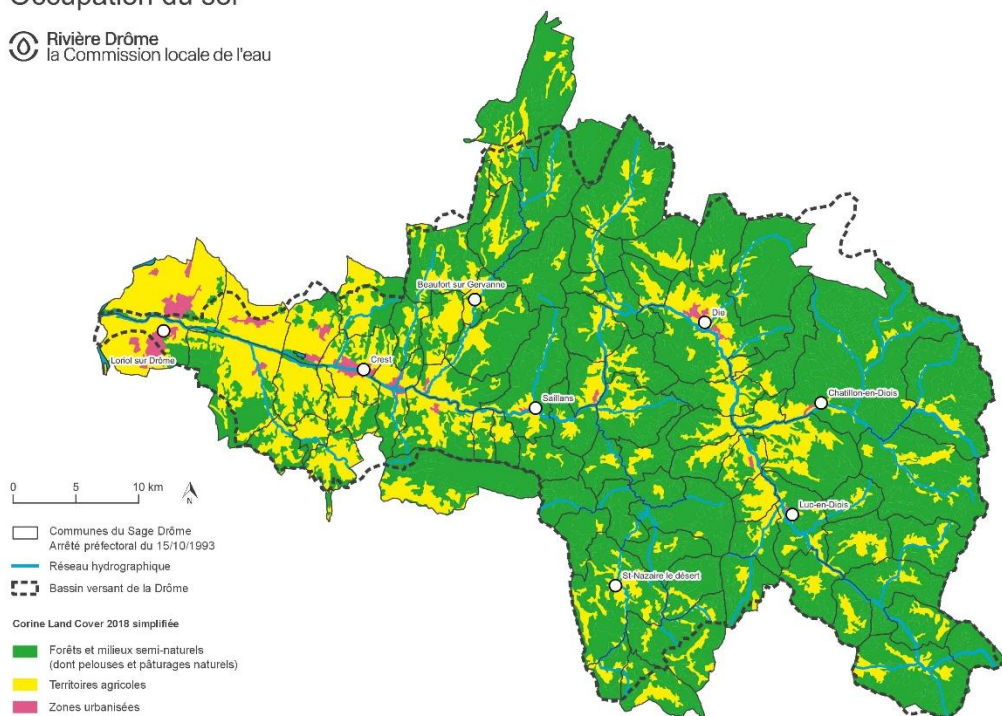 Occupation du sol
Rivière Drôme
la Commission locale de l'eau
Beaufort sur Gervanne
Die
Loriol sur Drôme
Crest
Saillans
Chatillon-en-Diois
Luc-en-Diois
St-Nazaire le désert
0 5 10 km
N
Communes du Sage Drôme
Arrêté préfectoral du 15/10/1993
Réseau hydrographique
Bassin versant de la Drôme
Corine Land Cover 2018 simplifiée
Forêts et milieux semi-naturels
(dont pelouses et pâturages naturels)
Territoires agricoles
Zones urbanisées